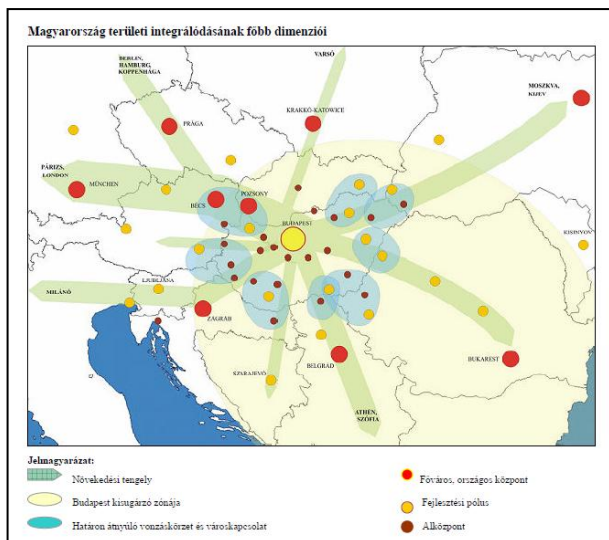 Magyarország területi integrálódásának főbb dimenziói
BERLIN,
HAMBURG,
KOPPENHÁGA
VARSÓ
MOSZKVA,
KIJEV
PRÁGA
KRAKKÓ-KATOWICE
PÁRIZS,
LONDON
MÜNCHEN
BÉCS
POZSONY
BUDAPEST
KISINYOV
LJUBLJANA
MILÁNÓ
ZÁGRÁB
BELGRÁD
BUKAREST
SZARAJEVÓ
ATHÉN,
SZÓFIA
Jelmagyarázat:
Növekedési tengely
Budapest kisugárzó zónája
Határon átnyúló vonzáskörzet és városkapcsolat
Főváros, országos központ
Fejlesztési pólus
Alközpont